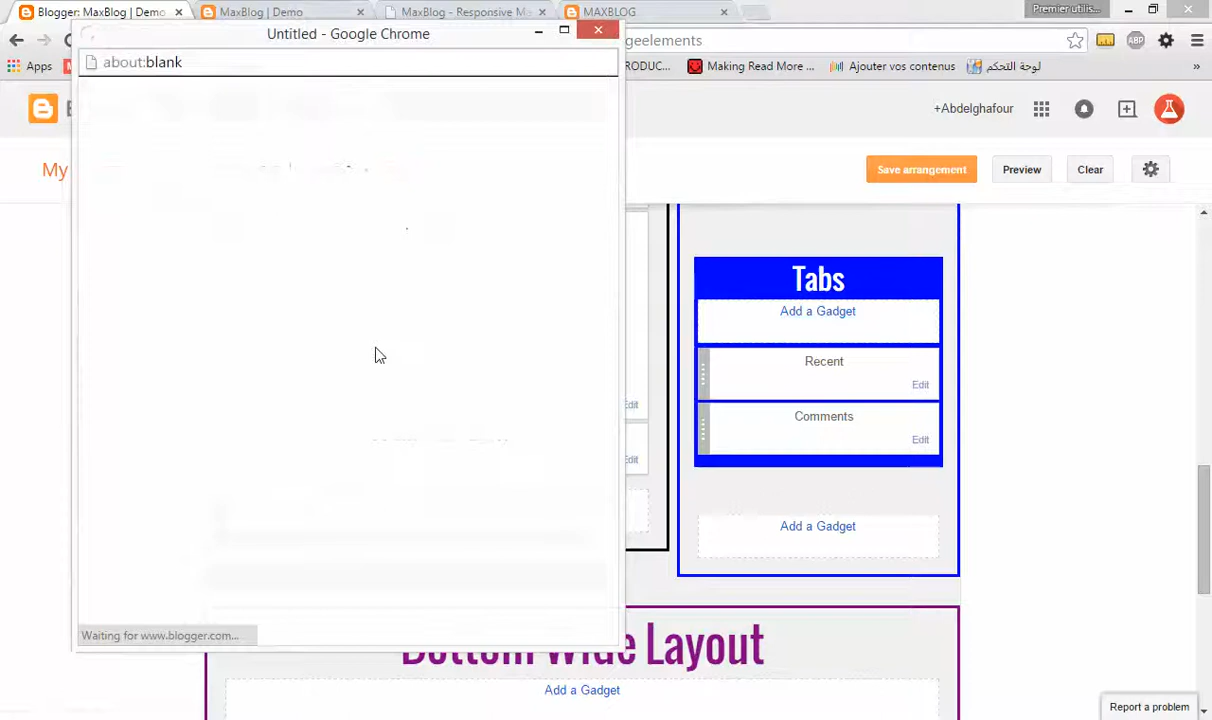 Blogger: MaxBlog | Demo
MaxBlog | Demo
MaxBlog - Responsive M
MAXBLOG
Premier utilis...
Untitled - Google Chrome
about:blank
geelements
Apps
RODUC...
Making Read More ...
Ajouter vos contenus
لوحة التحكم
»
+Abdelghafour
My
Save arrangement
Preview
Clear
Tabs
Add a Gadget
Recent
Edit
Comments
Edit
Edit
Edit
Add a Gadget
Waiting for www.blogger.com...
Bottom Wide Layout
Add a Gadget
Report a problem